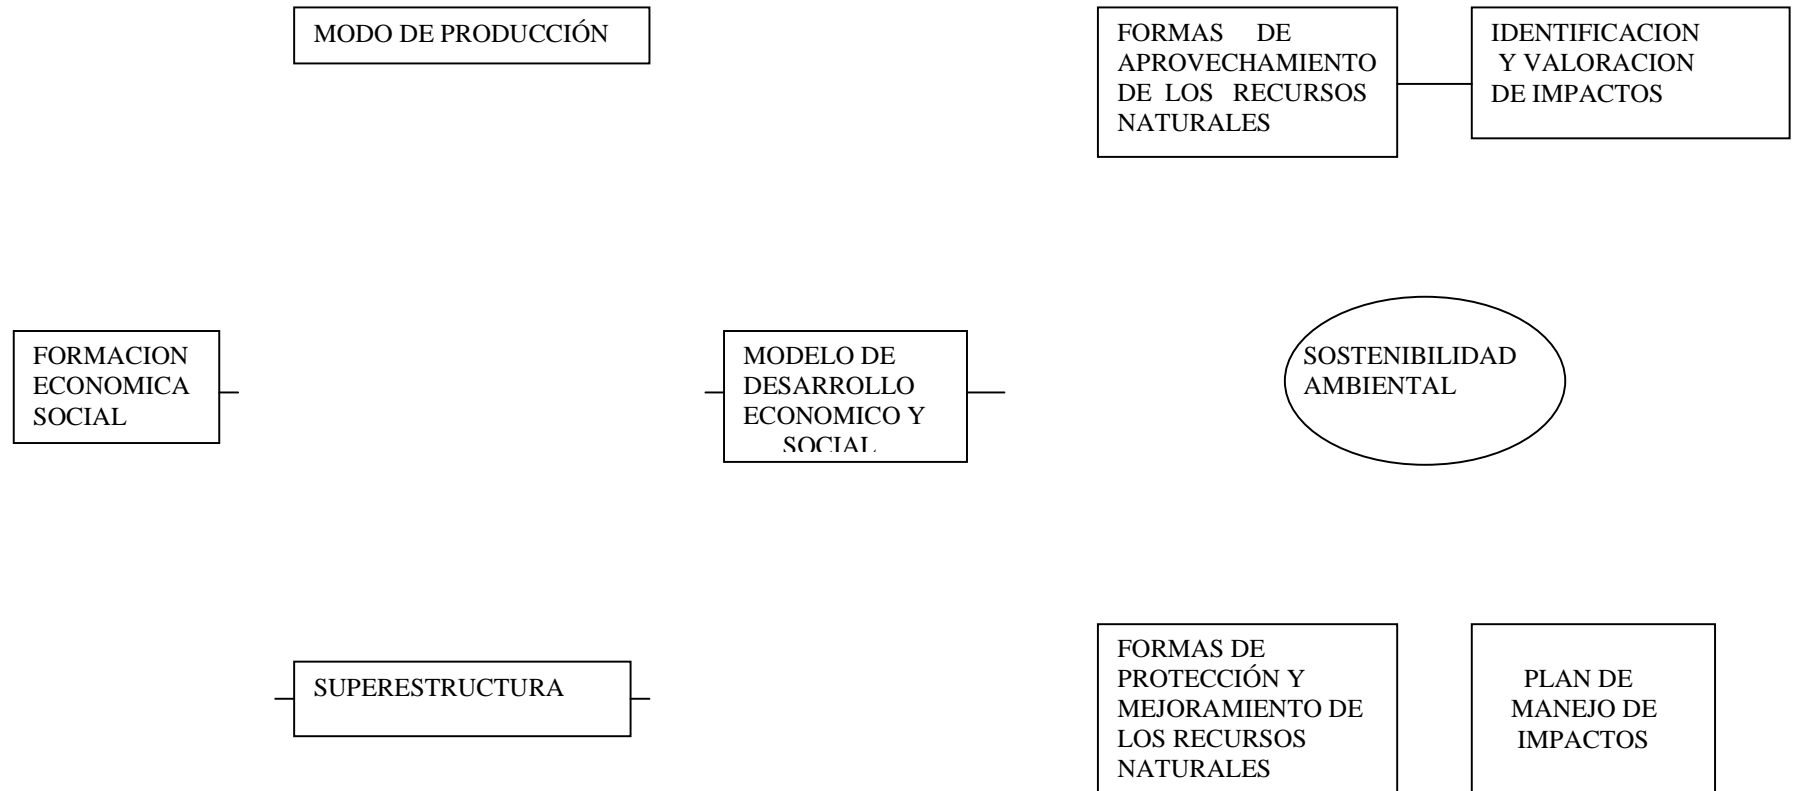 MODO DE PRODUCCIÓN
FORMAS DE
APROVECHAMIENTO
DE LOS RECURSOS
NATURALES
IDENTIFICACION
Y VALORACION
DE IMPACTOS
FORMACION
ECONOMICA
SOCIAL
MODELO DE
DESARROLLO
ECONOMICO Y
SOCIAL
SOSTENIBILIDAD
AMBIENTAL
SUPERESTRUCTURA
FORMAS DE
PROTECCIÓN Y
MEJORAMIENTO DE
LOS RECURSOS
NATURALES
PLAN DE
MANEJO DE
IMPACTOS